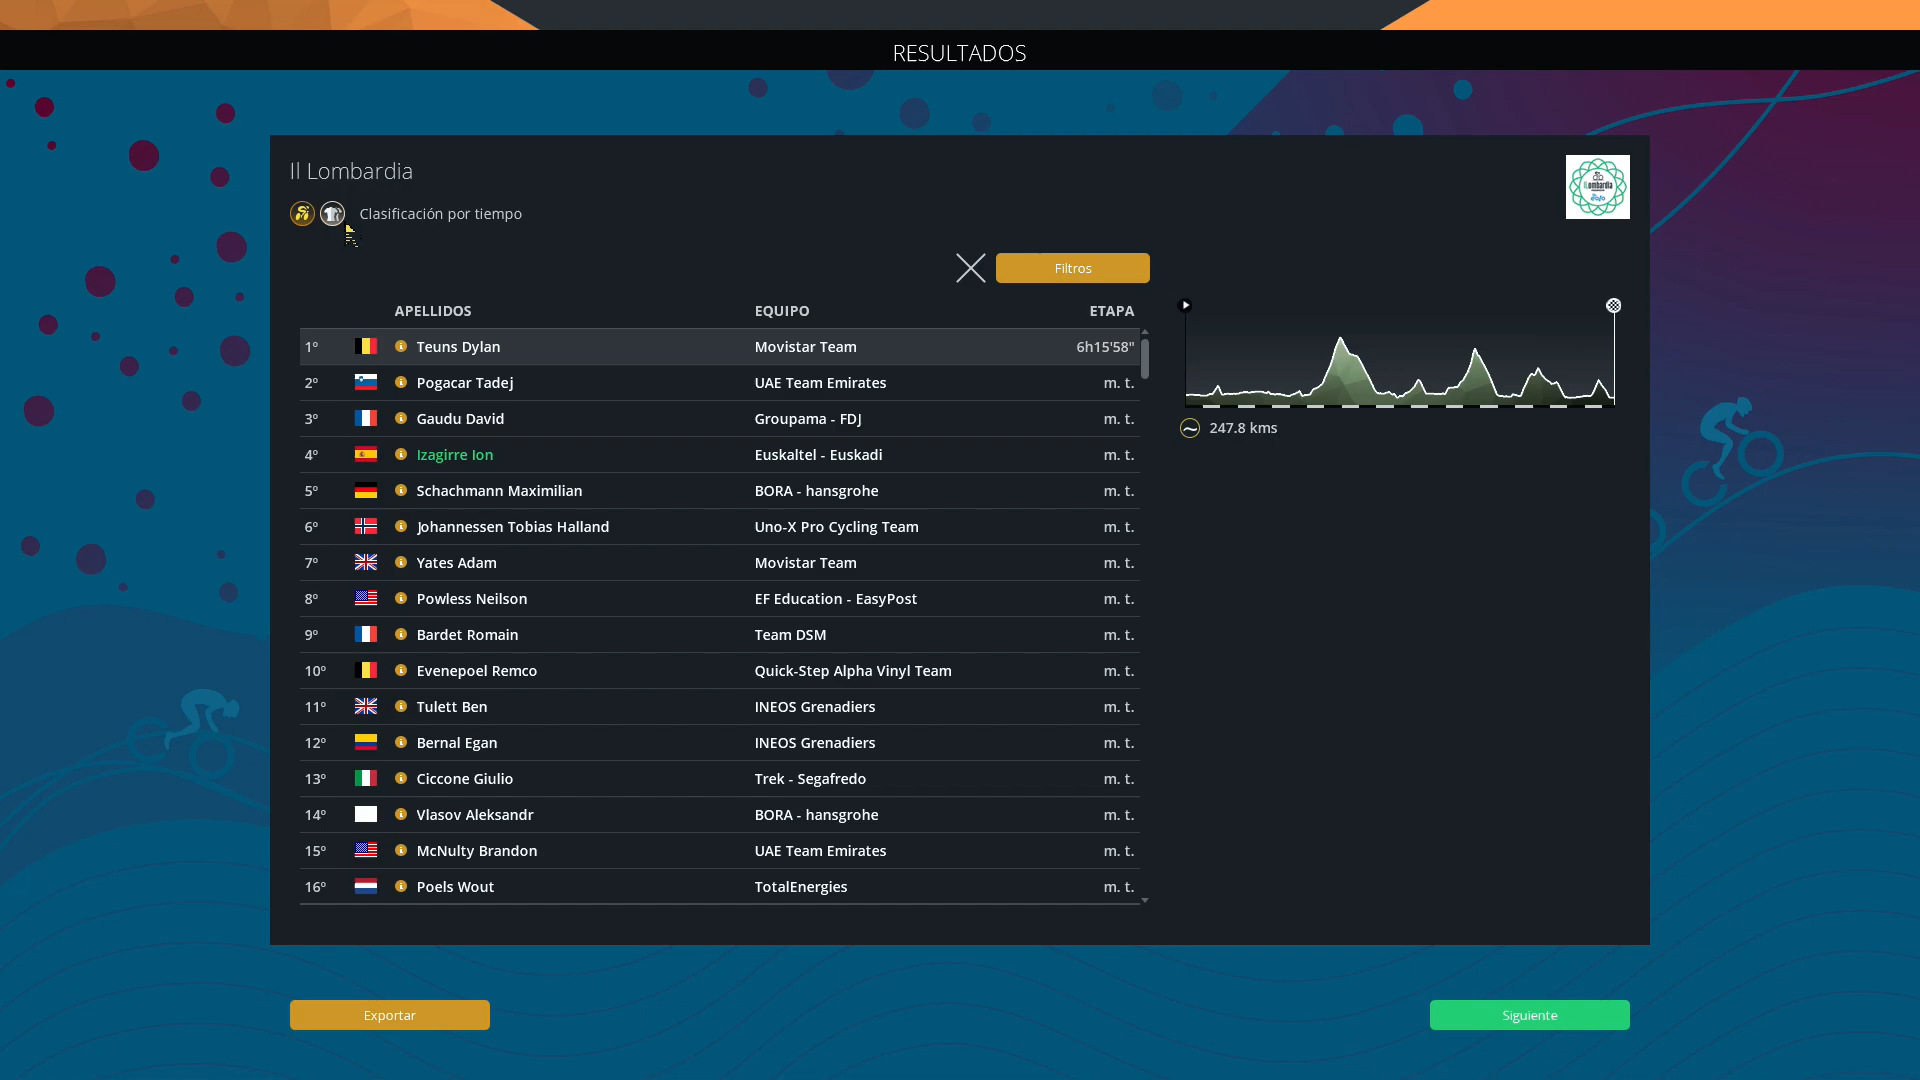 RESULTADOS
Il Lombardia
Clasificación por tiempo
Filtros
APELLIDOS EQUIPO ETAPA
1º Teuns Dylan Movistar Team 6h15'58"
2º Pogacar Tadej UAE Team Emirates m. t.
3º Gaudu David Groupama - FDJ m. t.
4º Izagirre Ion Euskaltel - Euskadi m. t.
5º Schachmann Maximilian BORA - hansgrohe m. t.
6º Johannessen Tobias Halland Uno-X Pro Cycling Team m. t.
7º Yates Adam Movistar Team m. t.
8º Powless Neilson EF Education - EasyPost m. t.
9º Bardet Romain Team DSM m. t.
10º Evenepoel Remco Quick-Step Alpha Vinyl Team m. t.
11º Tulett Ben INEOS Grenadiers m. t.
12º Bernal Egan INEOS Grenadiers m. t.
13º Ciccone Giulio Trek - Segafredo m. t.
14º Vlasov Aleksandr BORA - hansgrohe m. t.
15º McNulty Brandon UAE Team Emirates m. t.
16º Poels Wout TotalEnergies m. t.
247.8 kms
ilLombardia
Exportar
Siguiente